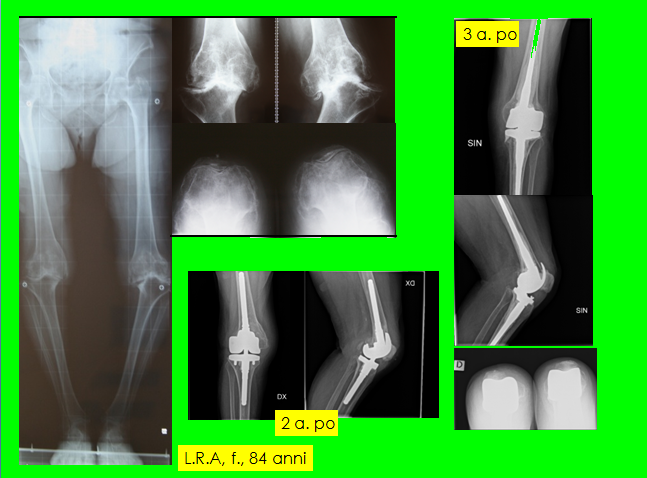 3 a. po
SIN
SIN
D
DX
DX
2 a. po
L.R.A, f., 84 anni